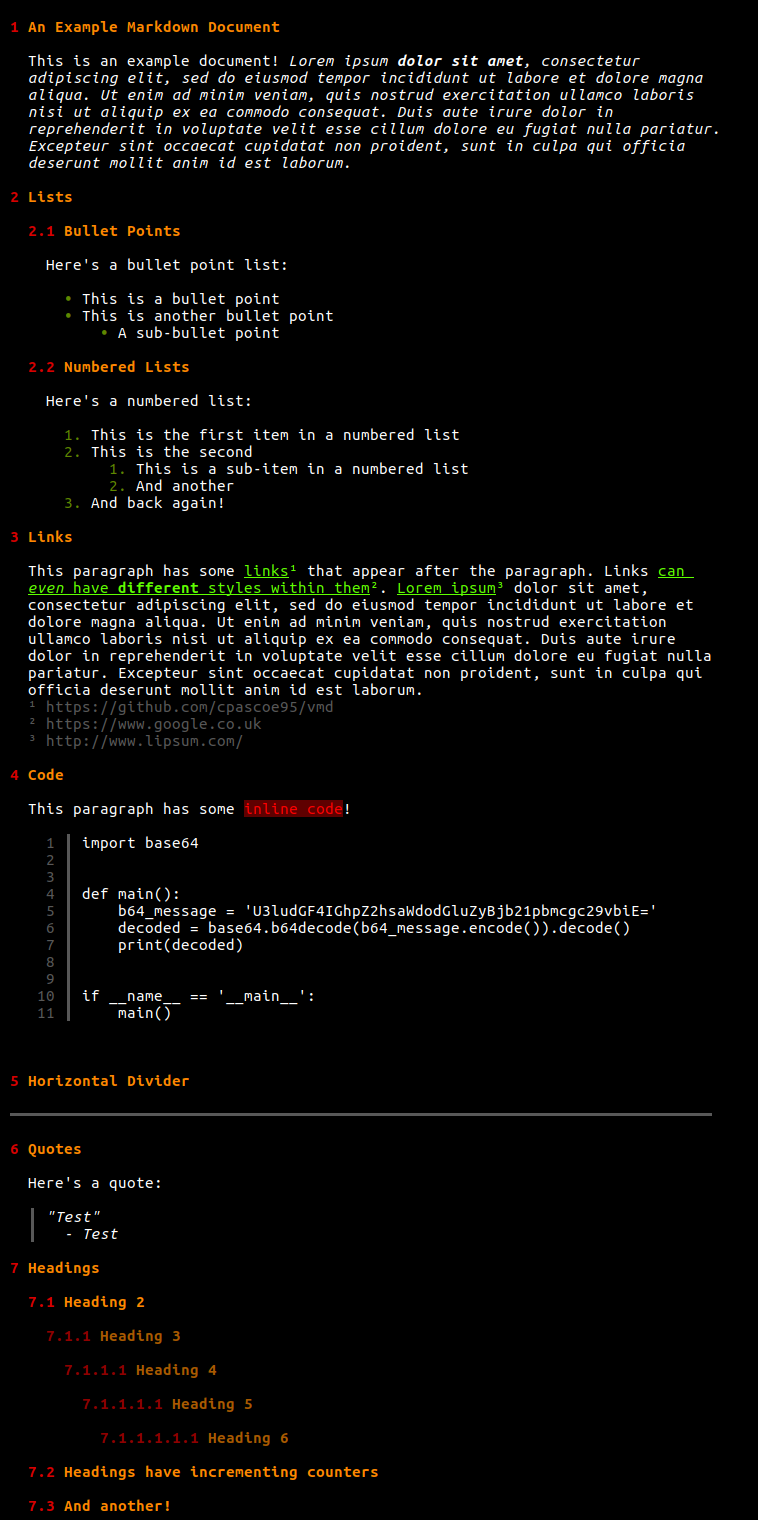 1 An Example Markdown Document
This is an example document! Lorem ipsum dolor sit amet, consectetur
adipiscing elit, sed do eiusmod tempor incididunt ut labore et dolore magna
aliqua. Ut enim ad minim veniam, quis nostrud exercitation ullamco laboris
nisi ut aliquip ex ea commodo consequat. Duis aute irure dolor in
reprehenderit in voluptate velit esse cillum dolore eu fugiat nulla pariatur.
Excepteur sint occaecat cupidatat non proident, sunt in culpa qui officia
deserunt mollit anim id est laborum.
2 Lists
2.1 Bullet Points
Here's a bullet point list:
• This is a bullet point
• This is another bullet point
• A sub-bullet point
2.2 Numbered Lists
Here's a numbered list:
1. This is the first item in a numbered list
2. This is the second
1. This is a sub-item in a numbered list
2. And another
3. And back again!
3 Links
This paragraph has some links¹ that appear after the paragraph. Links can
even have different styles within them². Lorem ipsum³ dolor sit amet,
consectetur adipiscing elit, sed do eiusmod tempor incididunt ut labore et
dolore magna aliqua. Ut enim ad minim veniam, quis nostrud exercitation
ullamco laboris nisi ut aliquip ex ea commodo consequat. Duis aute irure
dolor in reprehenderit in voluptate velit esse cillum dolore eu fugiat nulla
pariatur. Excepteur sint occaecat cupidatat non proident, sunt in culpa qui
officia deserunt mollit anim id est laborum.
¹ https://github.com/cpascoe95/vmd
² https://www.google.co.uk
³ http://www.lipsum.com/
4 Code
This paragraph has some inline code!
1 import base64
2
3
4 def main():
5     b64_message = 'U3ludGF4IGhpZ2hsaWdodGluZyBjb21pbmcgc29vbiE='
6     decoded = base64.b64decode(b64_message.encode()).decode()
7     print(decoded)
8
9
10 if __name__ == '__main__':
11     main()
5 Horizontal Divider
6 Quotes
Here's a quote:
"Test"
- Test
7 Headings
7.1 Heading 2
7.1.1 Heading 3
7.1.1.1 Heading 4
7.1.1.1.1 Heading 5
7.1.1.1.1.1 Heading 6
7.2 Headings have incrementing counters
7.3 And another!